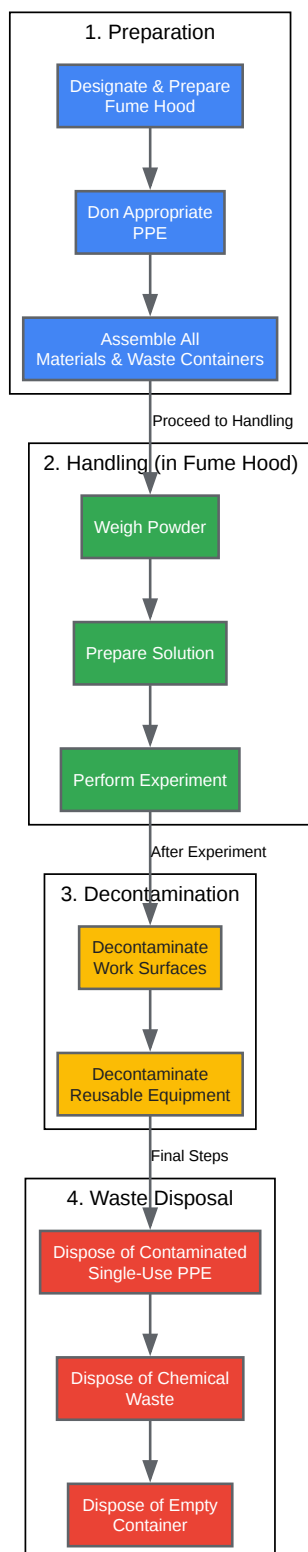 1. Preparation
Designate & Prepare
Fume Hood
Don Appropriate
PPE
Assemble All
Materials & Waste Containers
Proceed to Handling
2. Handling (in Fume Hood)
Weigh Powder
Prepare Solution
Perform Experiment
After Experiment
3. Decontamination
Decontaminate
Work Surfaces
Decontaminate
Reusable Equipment
Final Steps
4. Waste Disposal
Dispose of Contaminated
Single-Use PPE
Dispose of Chemical
Waste
Dispose of Empty
Container